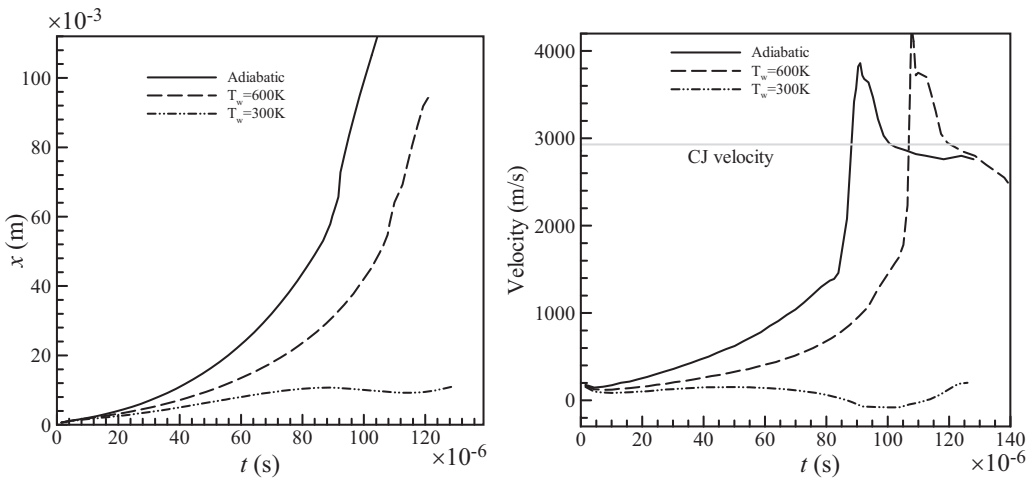 ×10⁻³
100
80
60
40
20
0
x (m)
Adiabatic
T_w=600K
T_w=300K
0 20 40 60 80 100 120
t (s)
×10⁻⁶
4000
3000
2000
1000
0
Velocity (m/s)
Adiabatic
T_w=600K
T_w=300K
CJ velocity
0 20 40 60 80 100 120 140
t (s)
×10⁻⁶